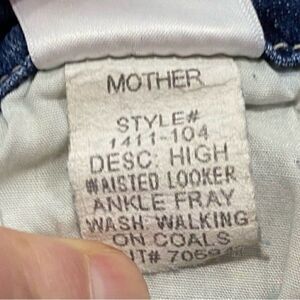 MOTHER
STYLE#
1411-104
DESC: HIGH
WAISTED LOOKER
ANKLE FRAY
WASH: WALKING
ON COALS